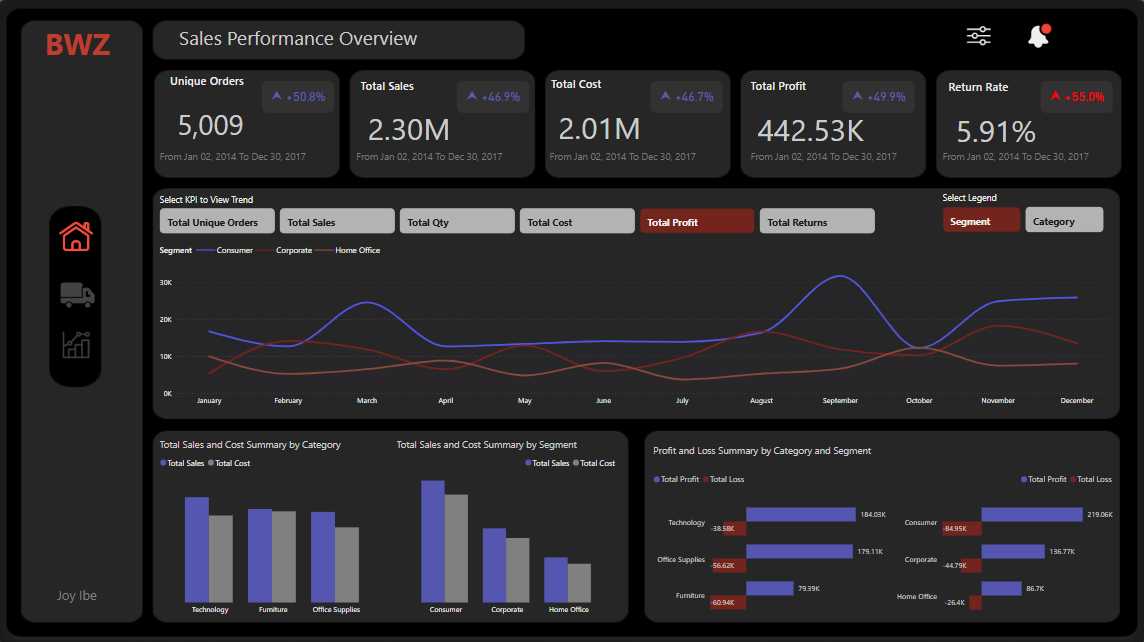 BWZ
Sales Performance Overview
Unique Orders
+50.8%
5,009
From Jan 02, 2014 To Dec 30, 2017
Total Sales
+46.9%
2.30M
From Jan 02, 2014 To Dec 30, 2017
Total Cost
+46.7%
2.01M
From Jan 02, 2014 To Dec 30, 2017
Total Profit
+49.9%
442.53K
From Jan 02, 2014 To Dec 30, 2017
Return Rate
+55.0%
5.91%
From Jan 02, 2014 To Dec 30, 2017
Select KPI to View Trend
Select Legend
Total Unique Orders Total Sales Total Qty Total Cost Total Profit Total Returns
Segment Category
Segment Consumer Corporate Home Office
30K
20K
10K
0K
January February March April May June July August September October November December
Total Sales and Cost Summary by Category
Total Sales Total Cost
Technology Furniture Office Supplies
Total Sales and Cost Summary by Segment
Total Sales Total Cost
Consumer Corporate Home Office
Profit and Loss Summary by Category and Segment
Total Profit Total Loss
Technology -38.58K 184.03K
Office Supplies -56.62K 179.11K
Furniture -60.94K 79.39K
Total Profit Total Loss
Consumer -84.95K 219.06K
Corporate -44.79K 136.77K
Home Office -26.4K 86.7K
Joy Ibe